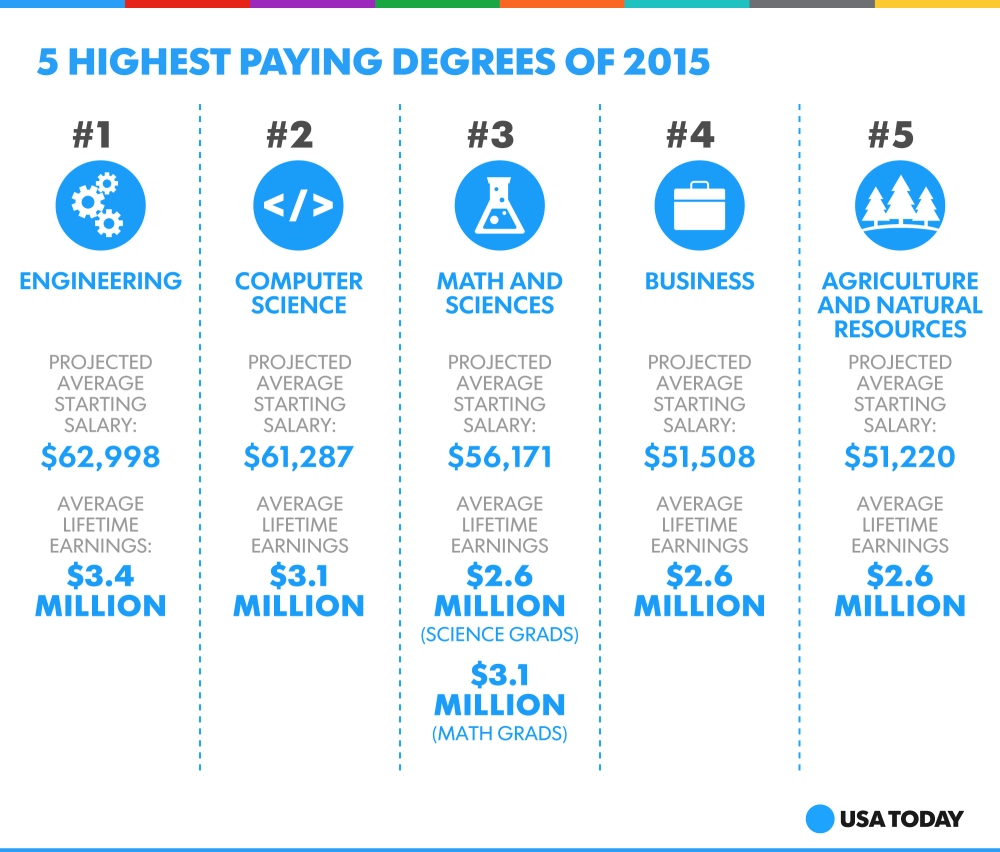 5 HIGHEST PAYING DEGREES OF 2015
#1
ENGINEERING
PROJECTED
AVERAGE
STARTING
SALARY:
$62,998
AVERAGE
LIFETIME
EARNINGS:
$3.4
MILLION
#2
</>
COMPUTER
SCIENCE
PROJECTED
AVERAGE
STARTING
SALARY:
$61,287
AVERAGE
LIFETIME
EARNINGS
$3.1
MILLION
#3
MATH AND
SCIENCES
PROJECTED
AVERAGE
STARTING
SALARY:
$56,171
AVERAGE
LIFETIME
EARNINGS
$2.6
MILLION
(SCIENCE GRADS)
$3.1
MILLION
(MATH GRADS)
#4
BUSINESS
PROJECTED
AVERAGE
STARTING
SALARY:
$51,508
AVERAGE
LIFETIME
EARNINGS
$2.6
MILLION
#5
AGRICULTURE
AND NATURAL
RESOURCES
PROJECTED
AVERAGE
STARTING
SALARY:
$51,220
AVERAGE
LIFETIME
EARNINGS
$2.6
MILLION
USA TODAY